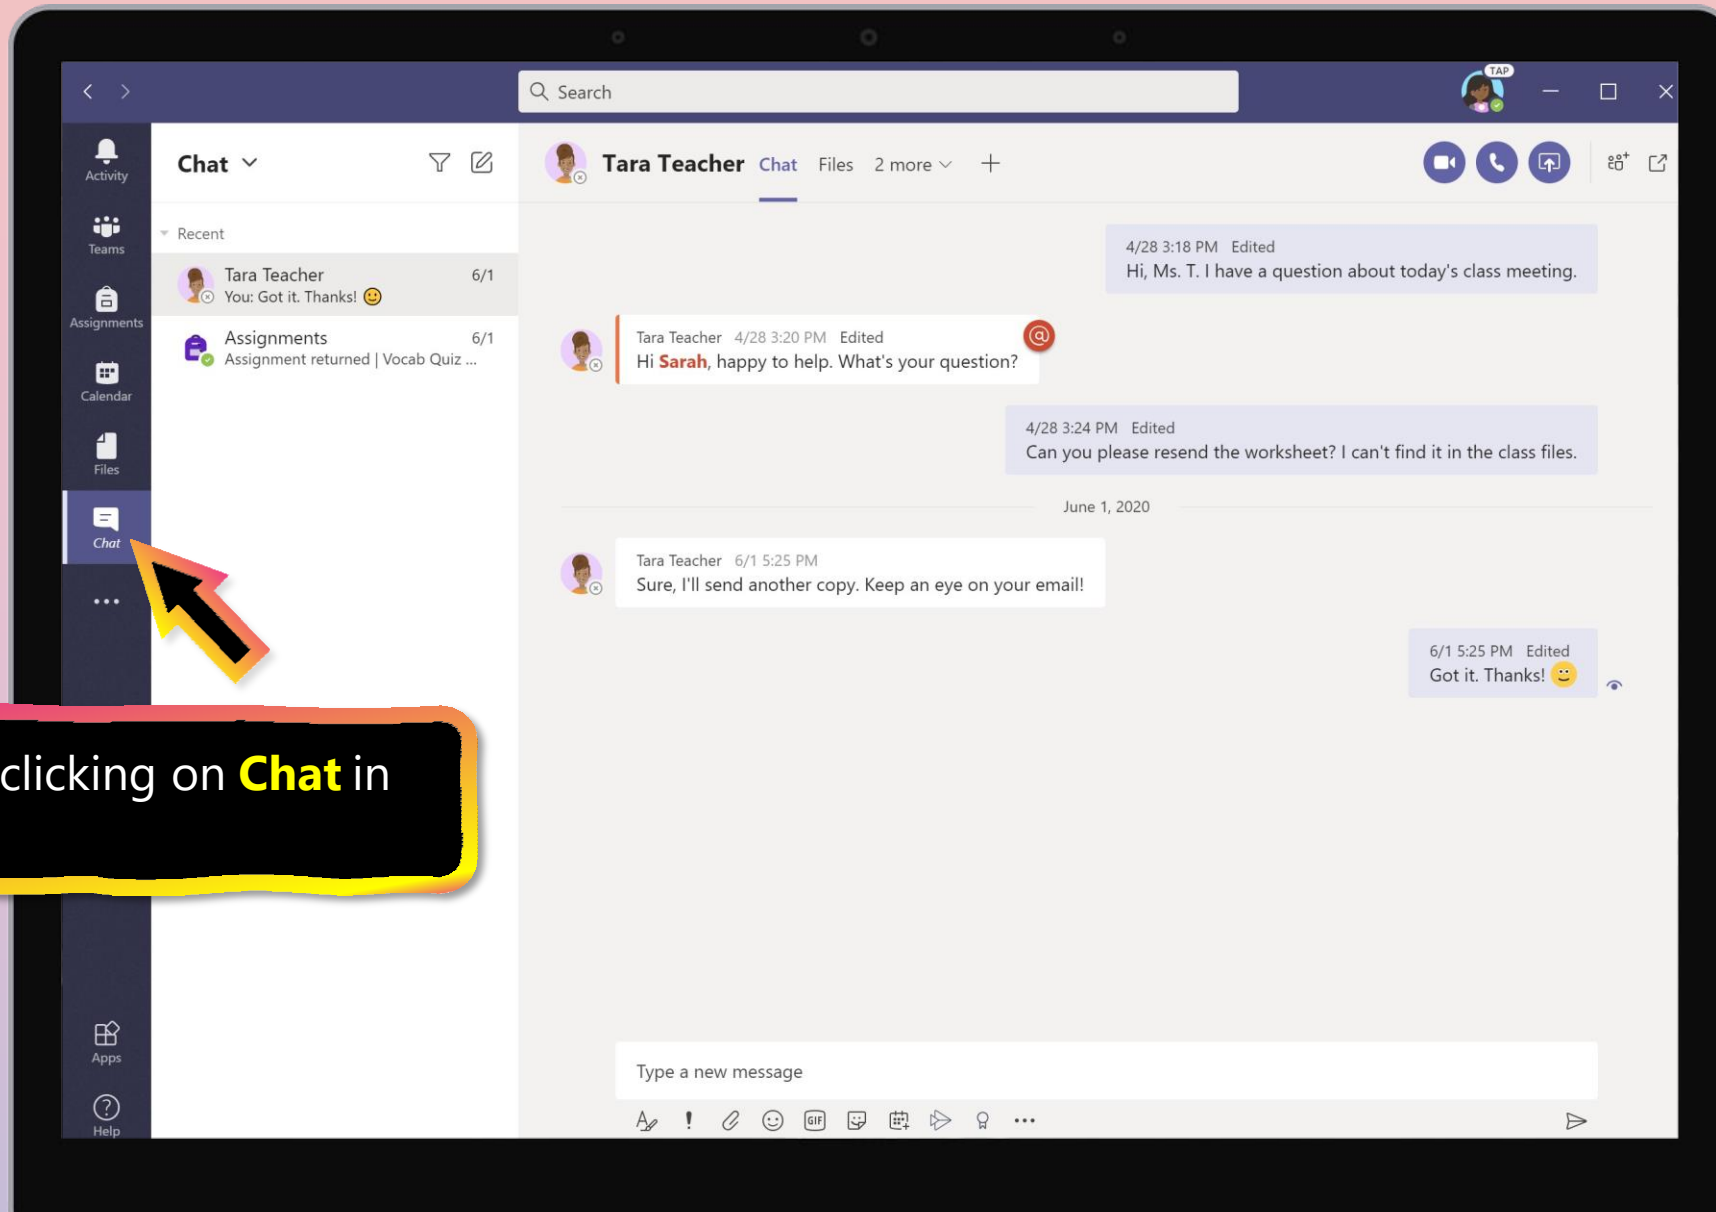 Search
TAP
Activity
Teams
Assignments
Calendar
Files
Chat
Apps
Help
Chat
Recent
Tara Teacher 6/1
You: Got it. Thanks! 🙂
Assignments 6/1
Assignment returned | Vocab Quiz ...
Tara Teacher Chat Files 2 more
4/28 3:18 PM Edited
Hi, Ms. T. I have a question about today's class meeting.
Tara Teacher 4/28 3:20 PM Edited
@
Hi Sarah, happy to help. What's your question?
4/28 3:24 PM Edited
Can you please resend the worksheet? I can't find it in the class files.
June 1, 2020
Tara Teacher 6/1 5:25 PM
Sure, I'll send another copy. Keep an eye on your email!
6/1 5:25 PM Edited
Got it. Thanks! 🙂
Type a new message
GIF
clicking on Chat in